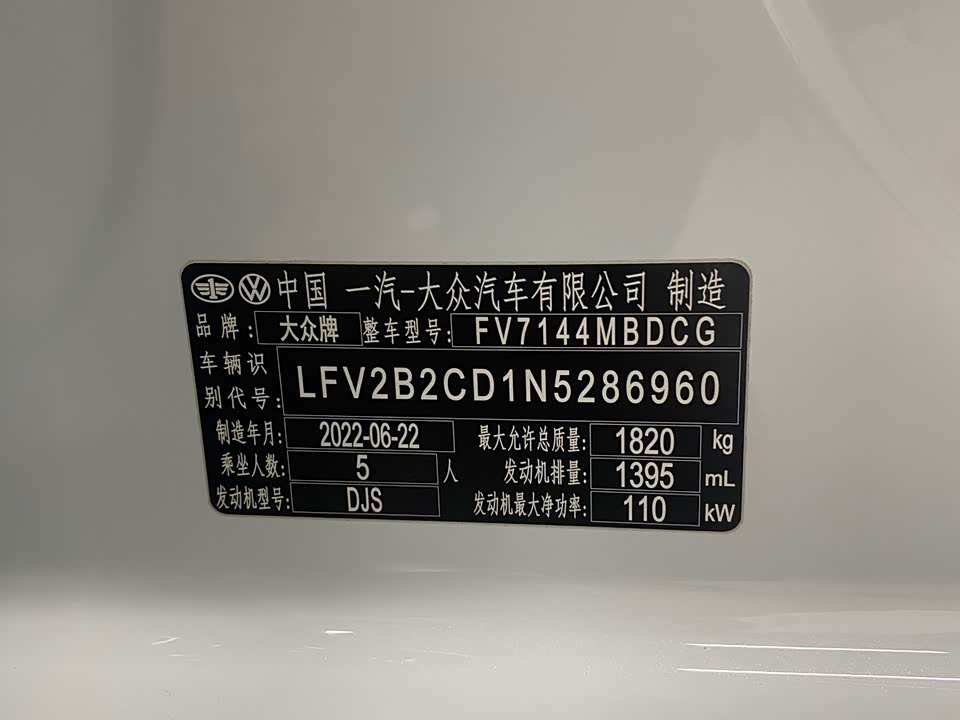 中国 一汽-大众汽车有限公司 制造
品牌: 大众牌 整车型号: FV7144MBDCG
车辆识别代号: LFV2B2CD1N5286960
制造年月: 2022-06-22 最大允许总质量: 1820 kg
乘坐人数: 5 人 发动机排量: 1395 mL
发动机型号: DJS 发动机最大净功率: 110 kW